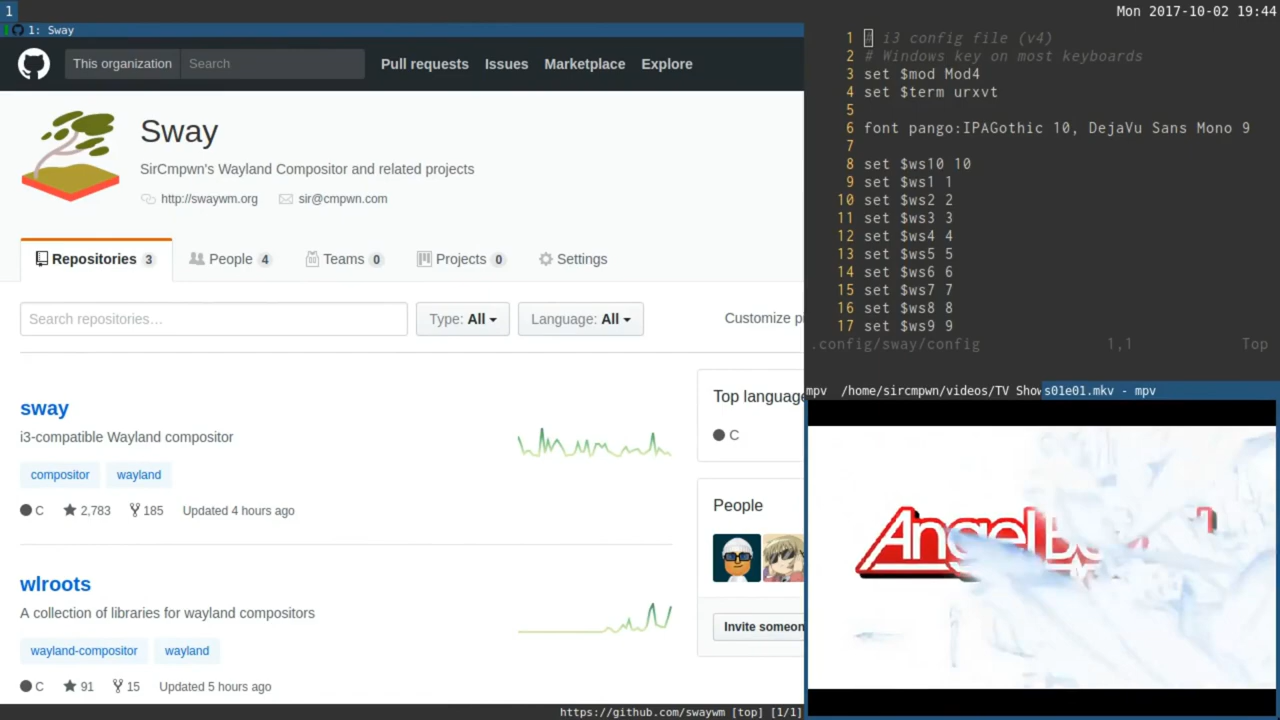 1
Mon 2017-10-02 19:44
1: Sway
This organization
Search
Pull requests Issues Marketplace Explore
Sway
SirCmpwn's Wayland Compositor and related projects
http://swaywm.org sir@cmpwn.com
Repositories 3 People 4 Teams 0 Projects 0 Settings
Search repositories… Type: All Language: All Customize p
sway
i3-compatible Wayland compositor
compositor wayland
C 2,783 185 Updated 4 hours ago
wlroots
A collection of libraries for wayland compositors
wayland-compositor wayland
C 91 15 Updated 5 hours ago
Top language
C
People
Invite someon
https://github.com/swaywm [top] [1/1]
1 # i3 config file (v4)
2 # Windows key on most keyboards
3 set $mod Mod4
4 set $term urxvt
5
6 font pango:IPAGothic 10, DejaVu Sans Mono 9
7
8 set $ws10 10
9 set $ws1 1
10 set $ws2 2
11 set $ws3 3
12 set $ws4 4
13 set $ws5 5
14 set $ws6 6
15 set $ws7 7
16 set $ws8 8
17 set $ws9 9
.config/sway/config 1,1 Top
mpv /home/sircmpwn/videos/TV Show s01e01.mkv - mpv
Angel